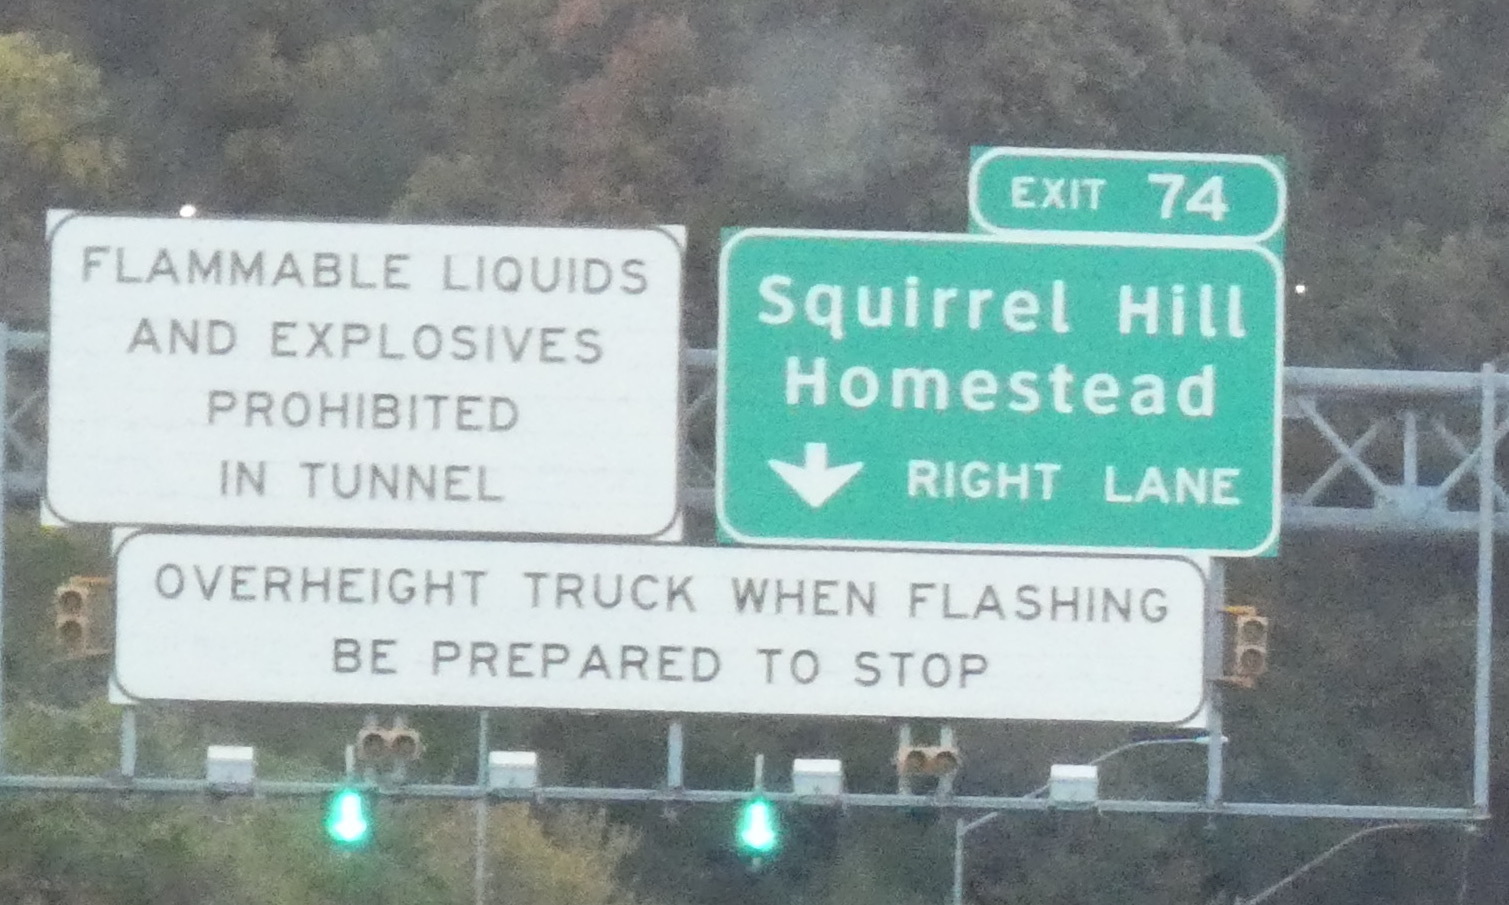 FLAMMABLE LIQUIDS
AND EXPLOSIVES
PROHIBITED
IN TUNNEL
EXIT 74
Squirrel Hill
Homestead
RIGHT LANE
OVERHEIGHT TRUCK WHEN FLASHING
BE PREPARED TO STOP